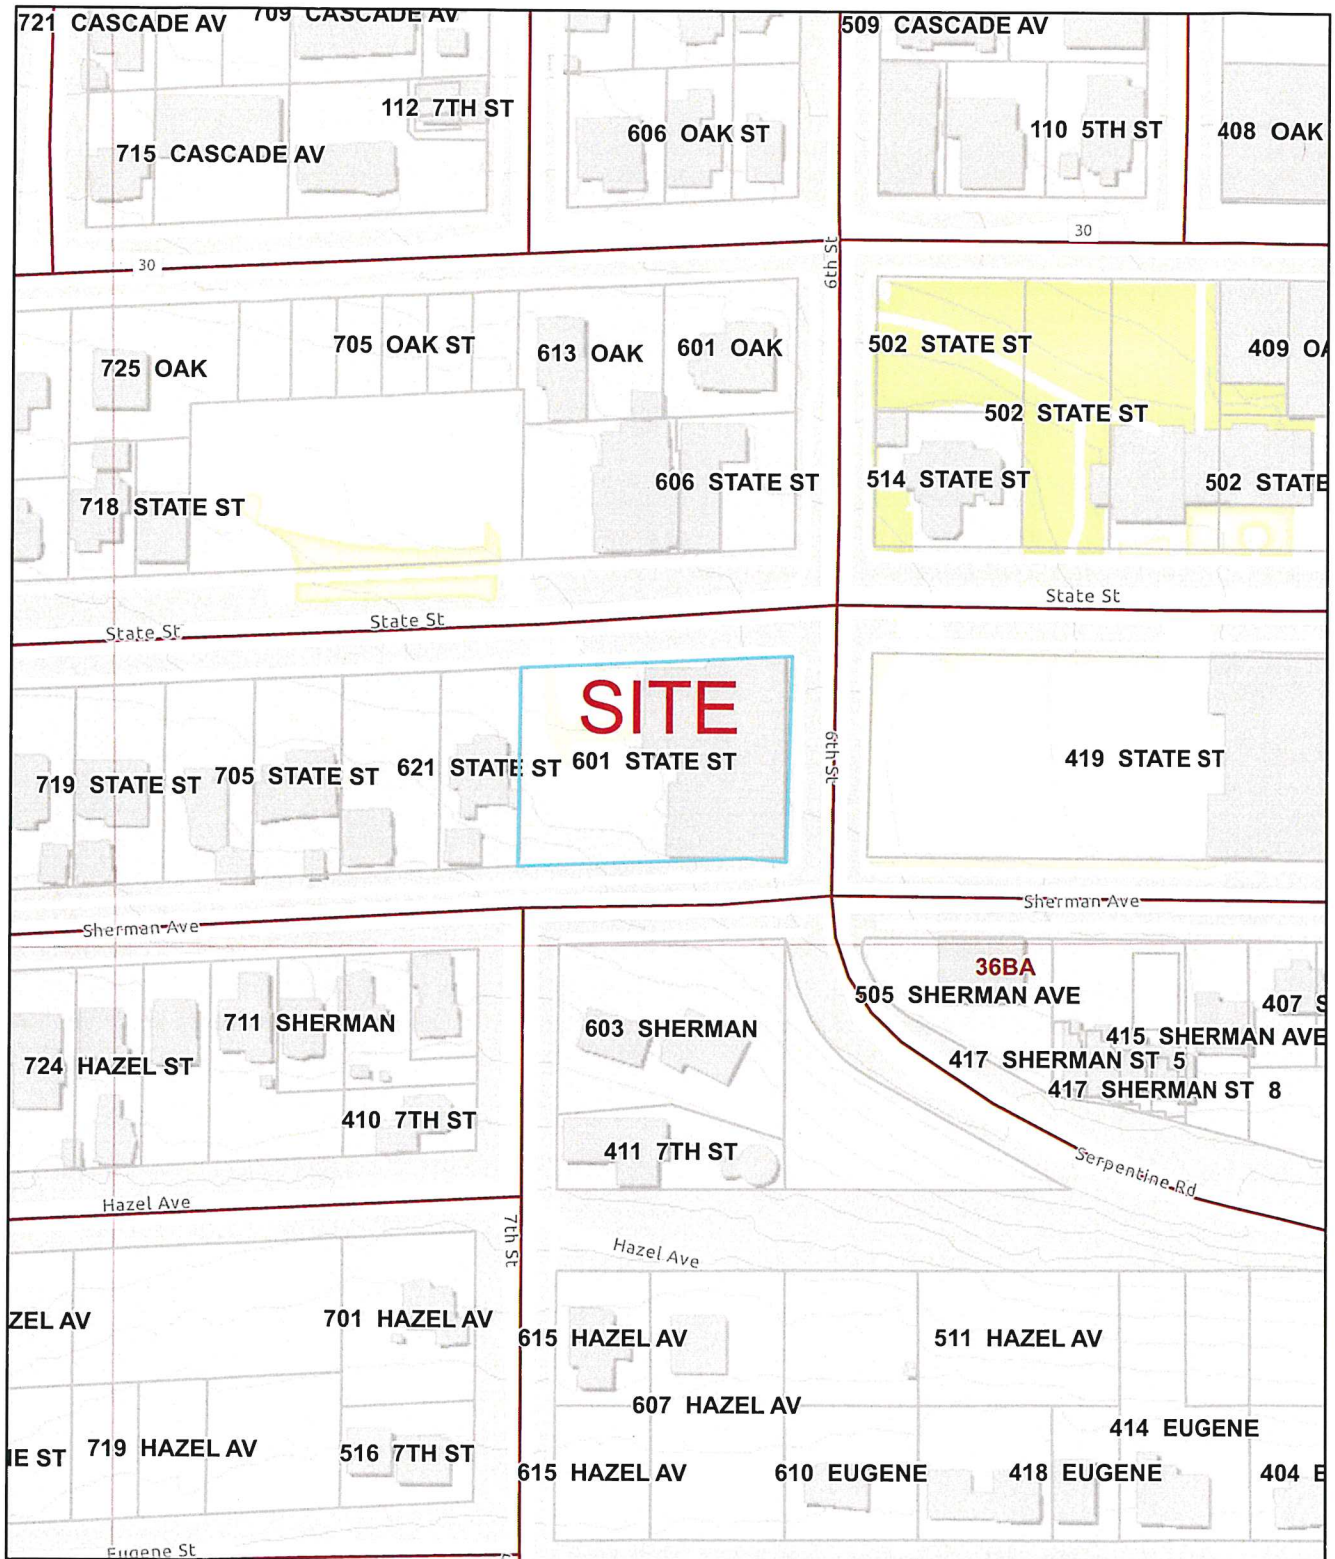 721 CASCADE AV
709 CASCADE AV
509 CASCADE AV
112 7TH ST
606 OAK ST
110 5TH ST
408 OAK
715 CASCADE AV
30
30
6th St
725 OAK
705 OAK ST
613 OAK
601 OAK
502 STATE ST
409 OA
502 STATE ST
718 STATE ST
606 STATE ST
514 STATE ST
502 STATE
State St
State St
State St
SITE
719 STATE ST
705 STATE ST
621 STATE ST
601 STATE ST
6th St
419 STATE ST
Sherman Ave
Sherman Ave
36BA
505 SHERMAN AVE
407 S
711 SHERMAN
603 SHERMAN
415 SHERMAN AVE
724 HAZEL ST
417 SHERMAN ST 5
417 SHERMAN ST 8
410 7TH ST
411 7TH ST
Serpentine Rd
Hazel Ave
7th St
Hazel Ave
ZEL AV
701 HAZEL AV
615 HAZEL AV
511 HAZEL AV
607 HAZEL AV
414 EUGENE
NE ST
719 HAZEL AV
516 7TH ST
615 HAZEL AV
610 EUGENE
418 EUGENE
404 E
Eugene St